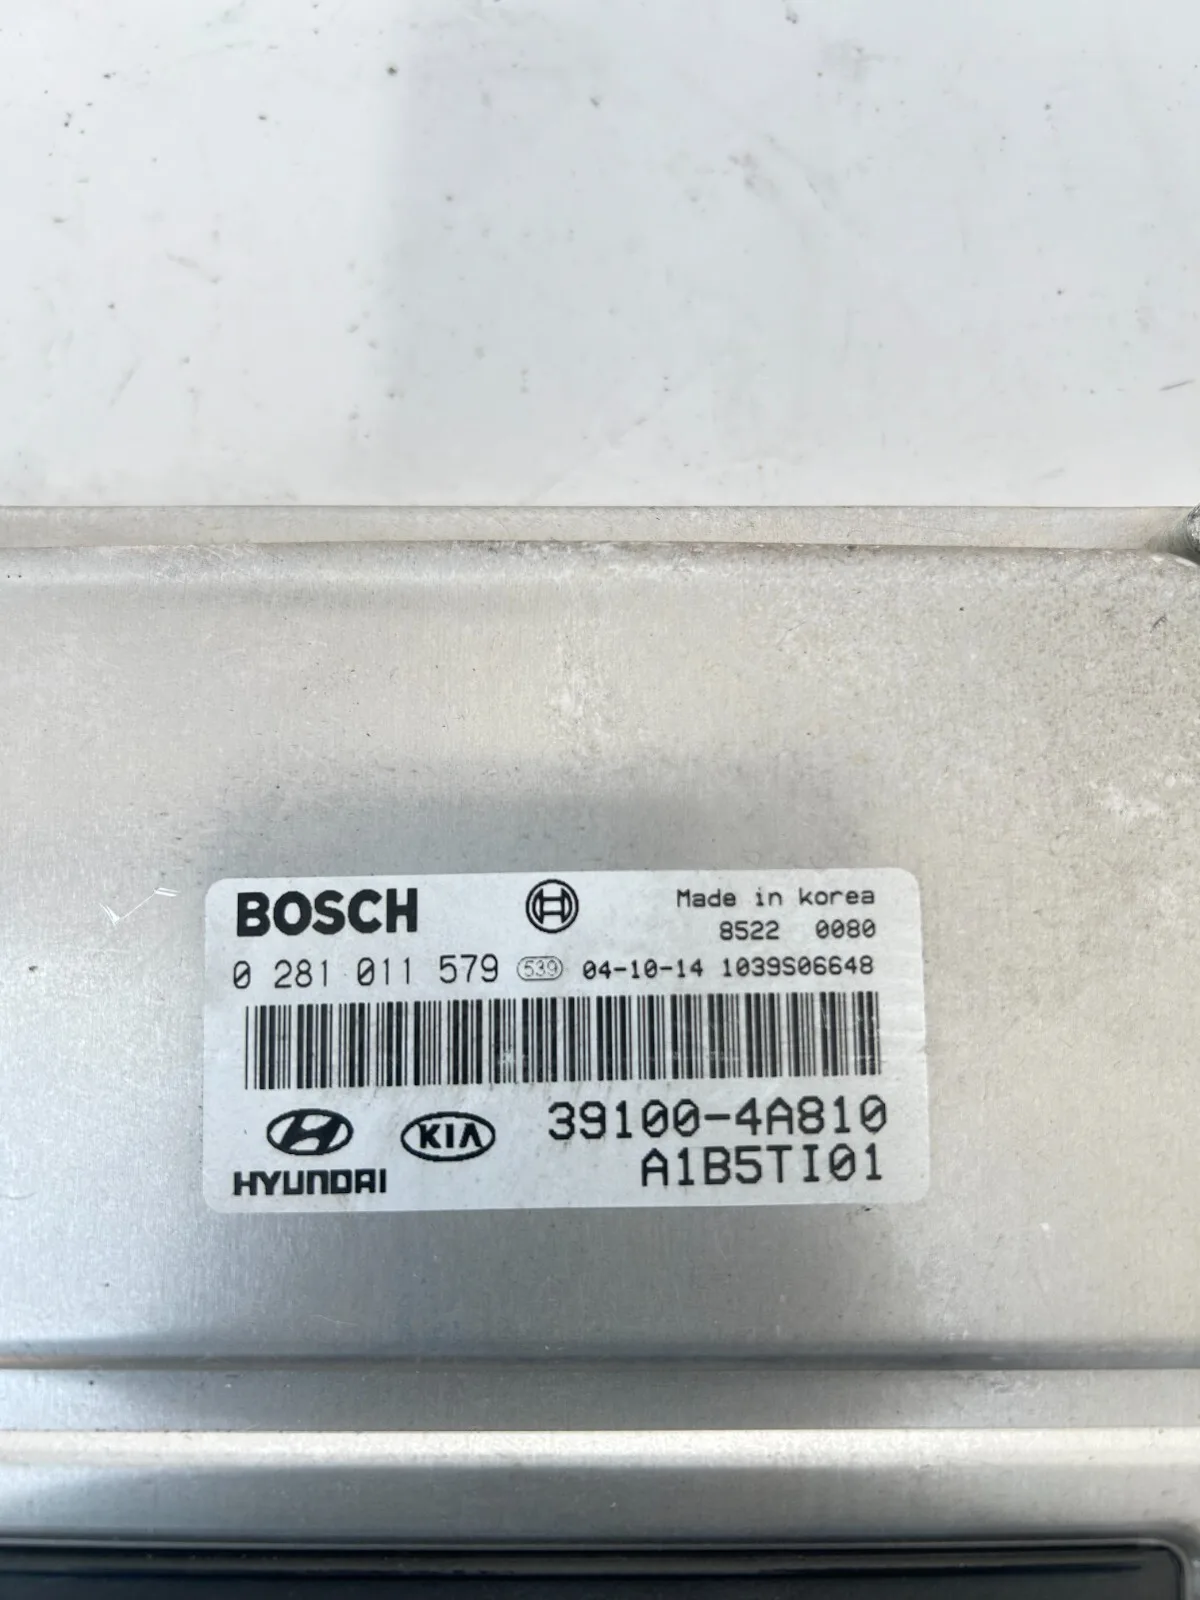 BOSCH
Made in korea
8522 0080
0 281 011 579 539 04-10-14 1039S06648
39100-4A810
KIA
A1B5TI01
HYUNDAI